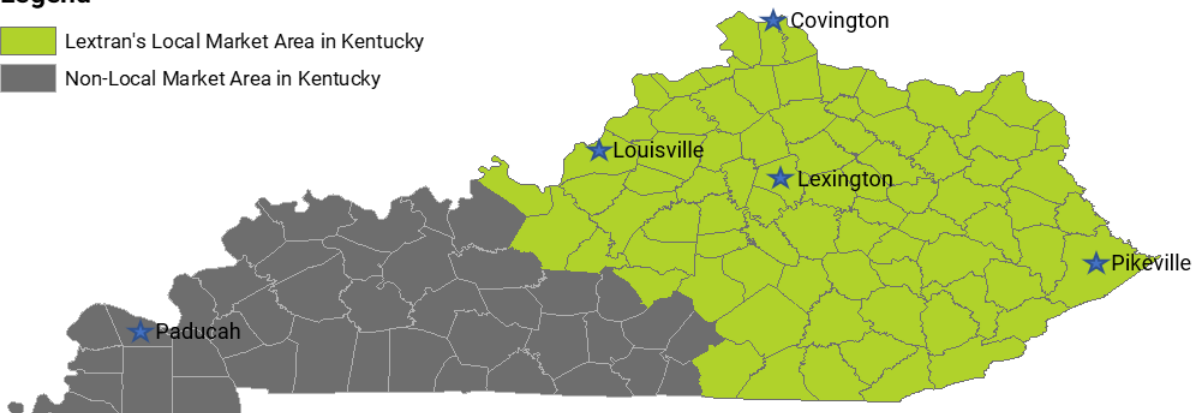 Legend
Lextran's Local Market Area in Kentucky
Non-Local Market Area in Kentucky
Covington
Louisville
Lexington
Pikeville
Paducah